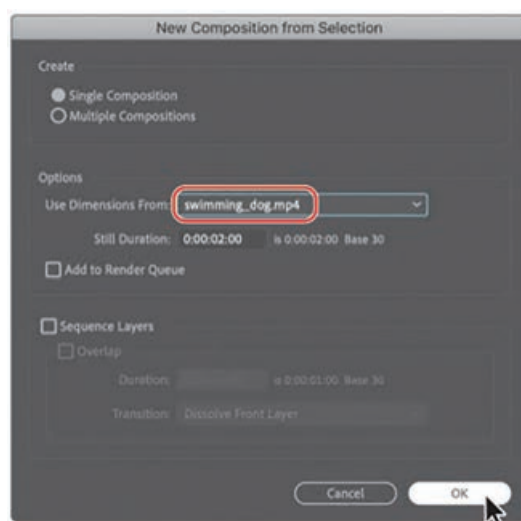 New Composition from Selection
Create
Single Composition
Multiple Compositions
Options
Use Dimensions From: swimming_dog.mp4
Still Duration: 0:00:02:00 is 0:00:02:00 Base 30
Add to Render Queue
Sequence Layers
Overlap
Duration: is 0:00:01:00 Base 30
Transition: Dissolve Front Layer
Cancel OK